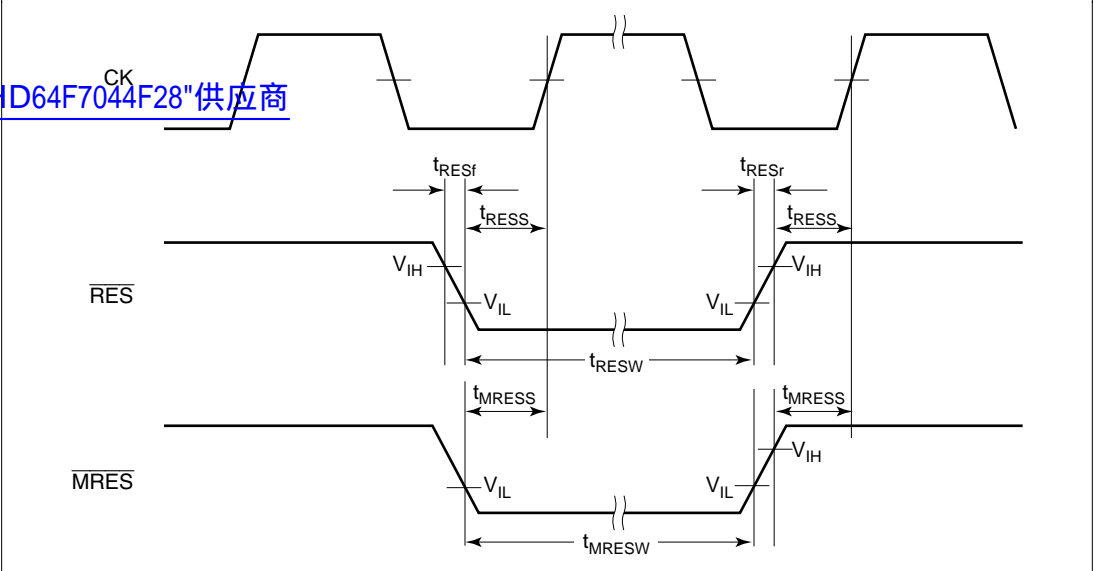 CK
HD64F7044F28"供应商
tRESf
tRESr
tRESS
tRESS
VIH
VIH
RES
VIL
VIL
tRESW
tMRESS
tMRESS
VIH
MRES
VIL
VIL
tMRESW